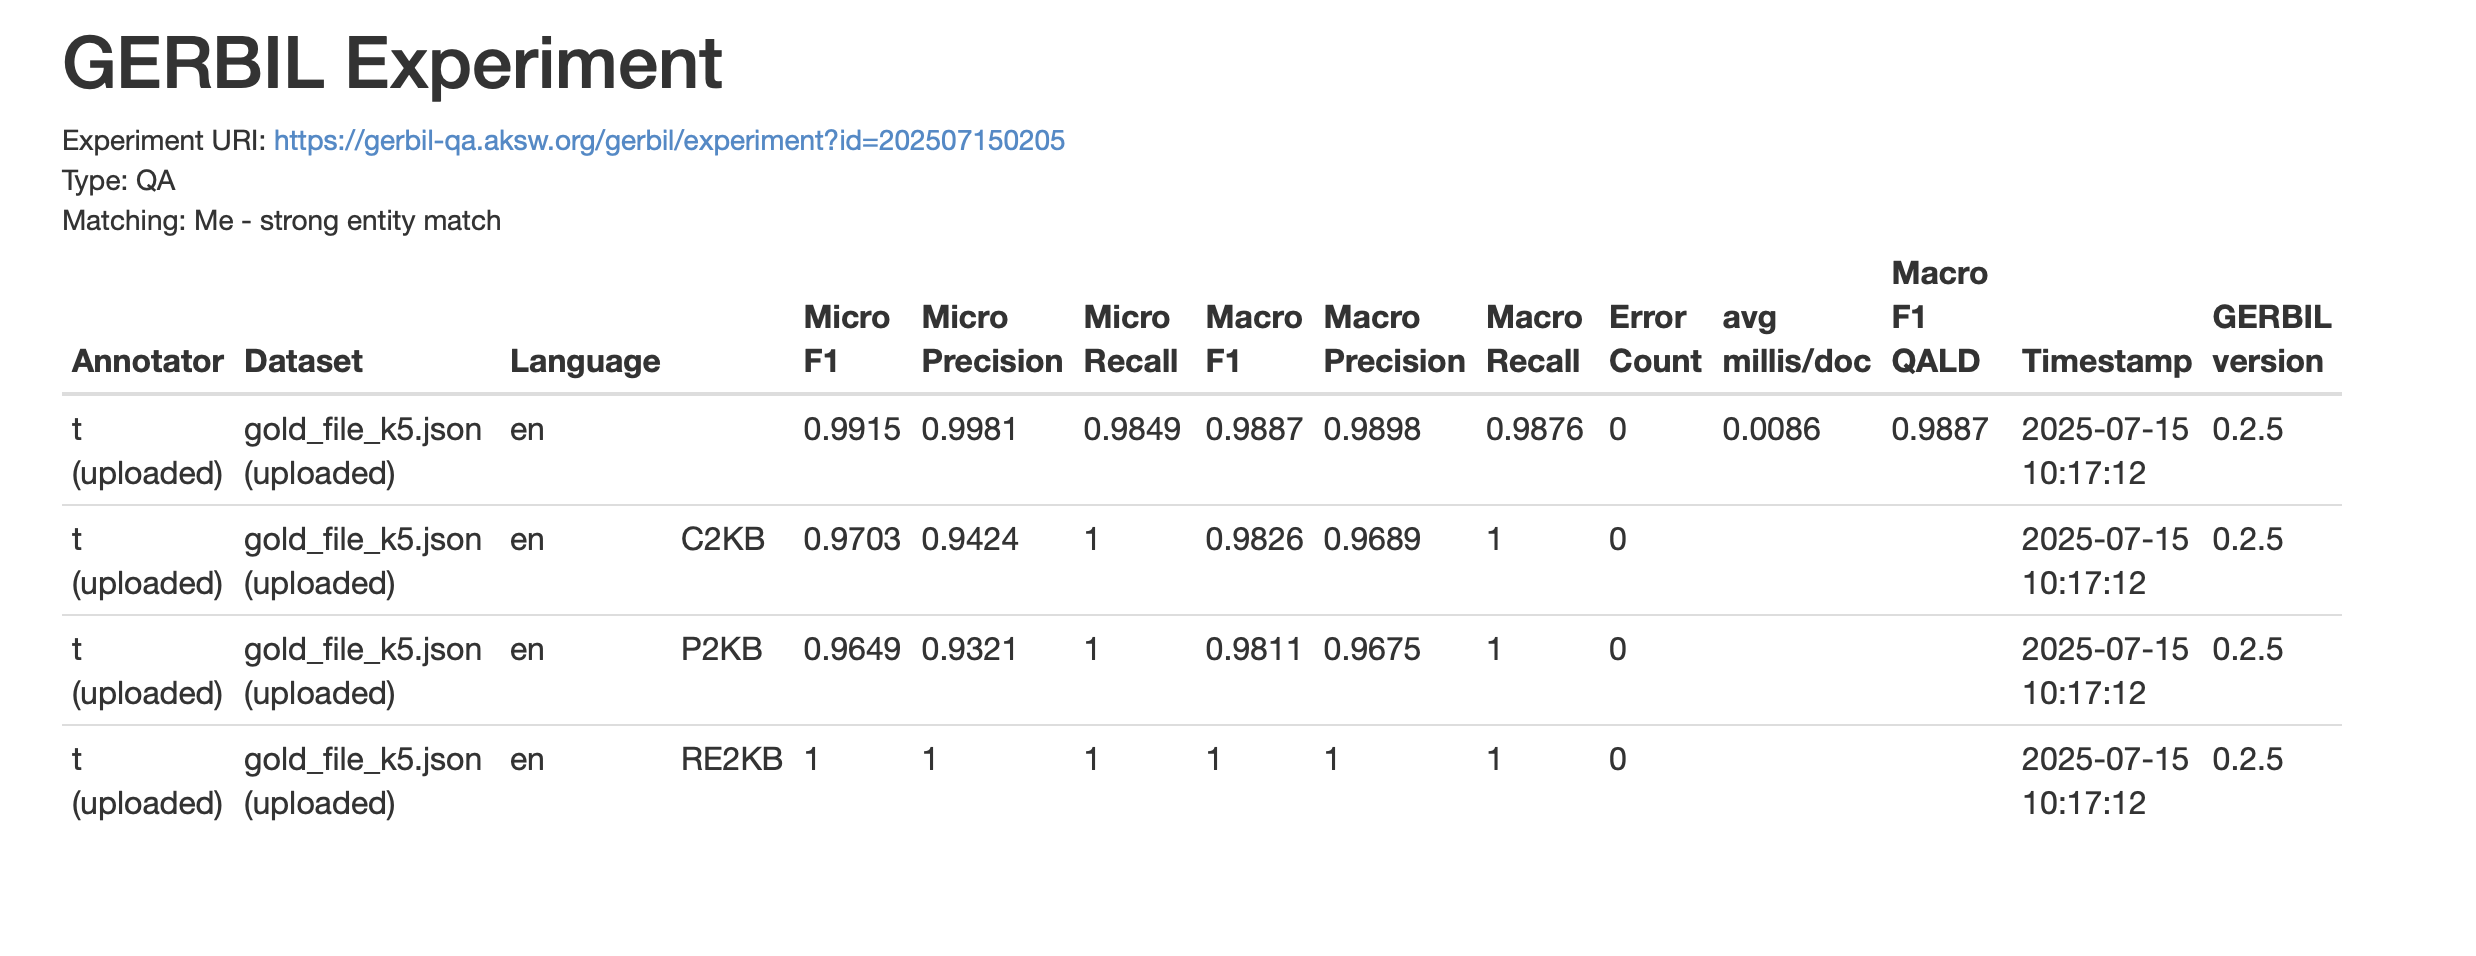 GERBIL Experiment
Experiment URI: https://gerbil-qa.aksw.org/gerbil/experiment?id=202507150205
Type: QA
Matching: Me - strong entity match
Macro
Micro Micro Micro Macro Macro Macro Error avg F1 GERBIL
Annotator Dataset Language F1 Precision Recall F1 Precision Recall Count millis/doc QALD Timestamp version
t gold_file_k5.json en 0.9915 0.9981 0.9849 0.9887 0.9898 0.9876 0 0.0086 0.9887 2025-07-15 0.2.5
(uploaded) (uploaded) 10:17:12
t gold_file_k5.json en C2KB 0.9703 0.9424 1 0.9826 0.9689 1 0 2025-07-15 0.2.5
(uploaded) (uploaded) 10:17:12
t gold_file_k5.json en P2KB 0.9649 0.9321 1 0.9811 0.9675 1 0 2025-07-15 0.2.5
(uploaded) (uploaded) 10:17:12
t gold_file_k5.json en RE2KB 1 1 1 1 1 1 0 2025-07-15 0.2.5
(uploaded) (uploaded) 10:17:12